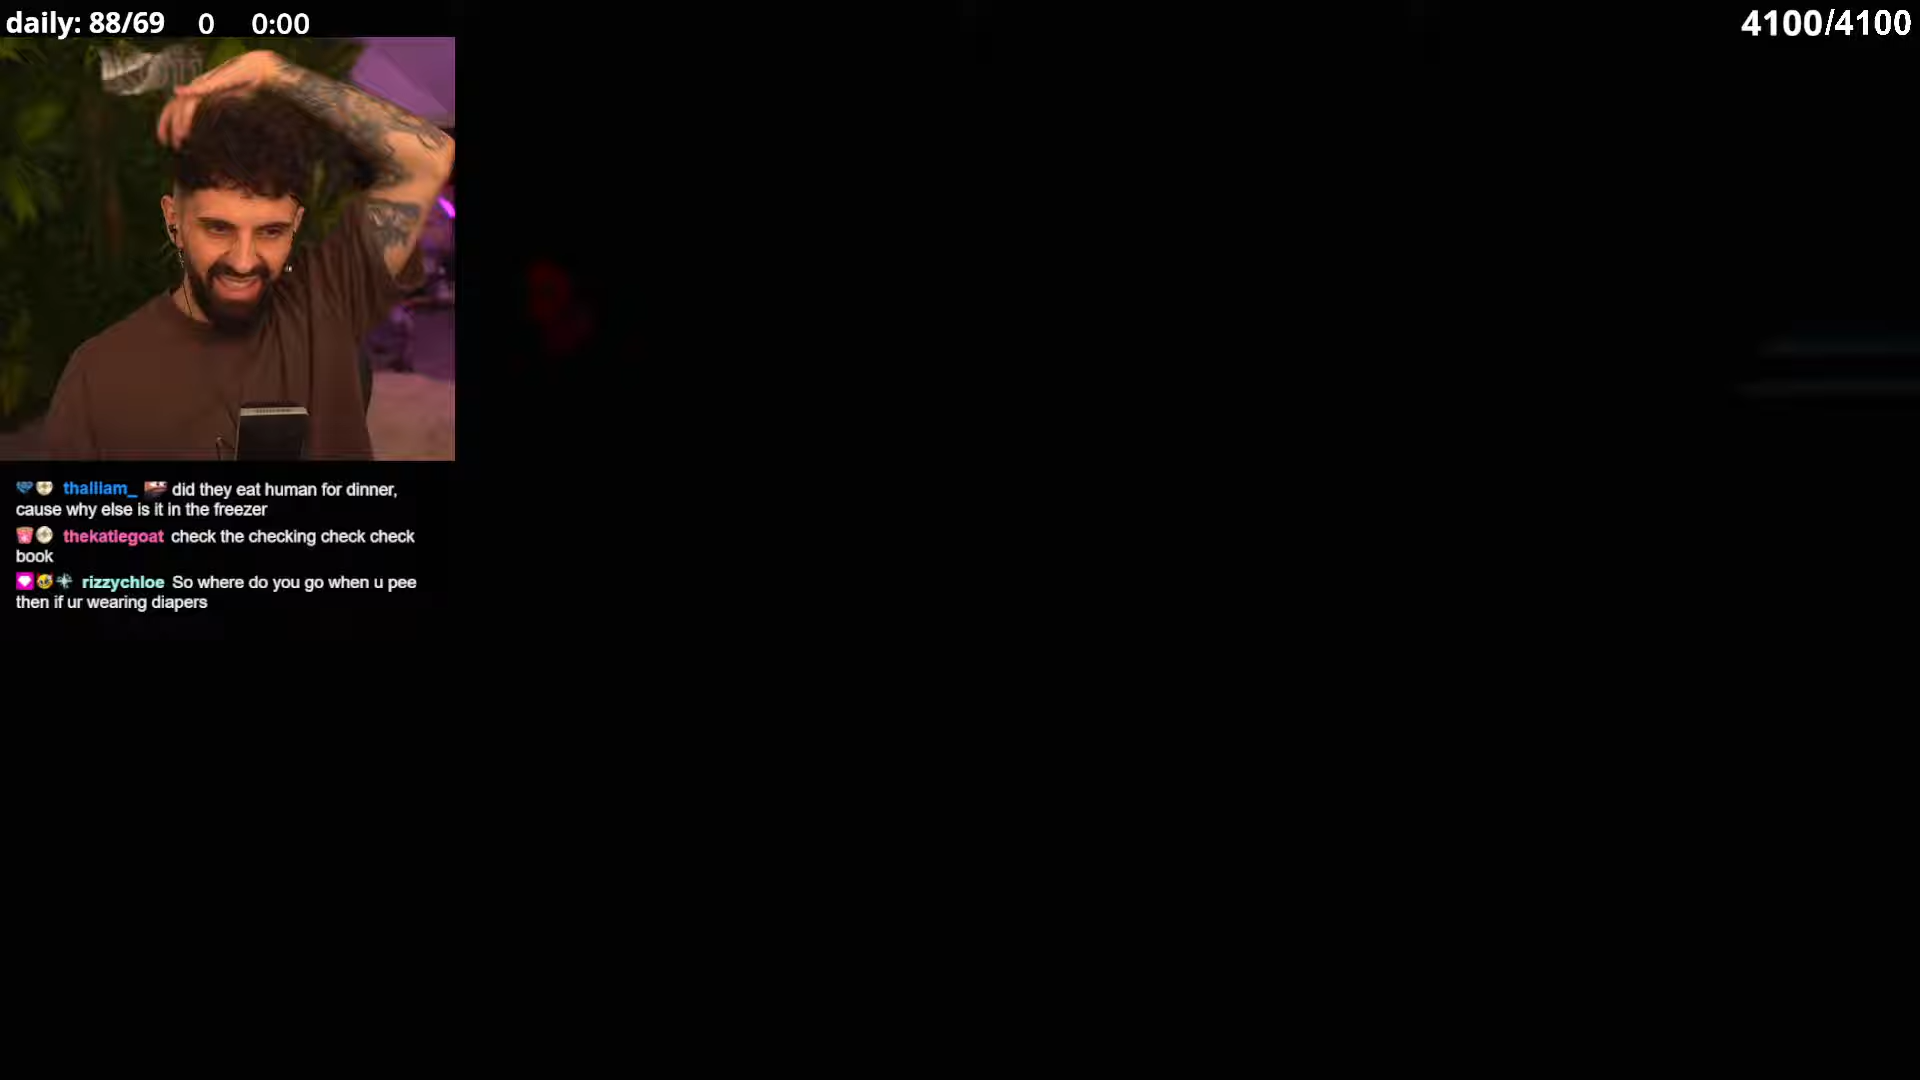 daily: 88/69 0 0:00
4100/4100
thalliam_ did they eat human for dinner,
cause why else is it in the freezer
thekatiegoat check the checking check check
book
rizzychloe So where do you go when u pee
then if ur wearing diapers